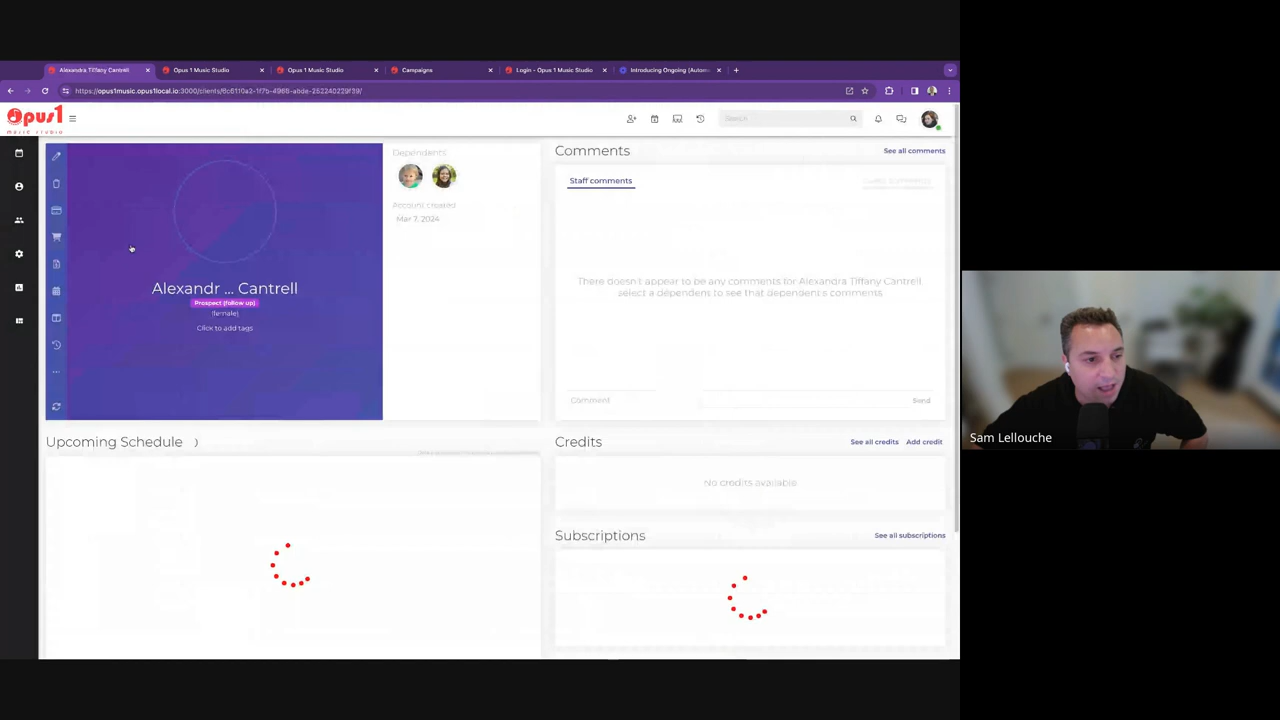 Alexandra Tiffany Cantrell
Opus 1 Music Studio
Opus 1 Music Studio
Campaigns
Login - Opus 1 Music Studio
Introducing Ongoing (Autom
Opus1
MUSIC STUDIO
Search
Dependents
Account created
Mar 7, 2024
Alexandr ... Cantrell
Prospect (follow up)
(female)
Click to add tags
Comments
See all comments
Staff comments
There doesn't appear to be any comments for Alexandra Tiffany Cantrell,
select a dependent to see that dependent's comments
Comment
Send
Upcoming Schedule
Credits
See all credits
Add credit
No credits available
Subscriptions
See all subscriptions
Sam Lellouche